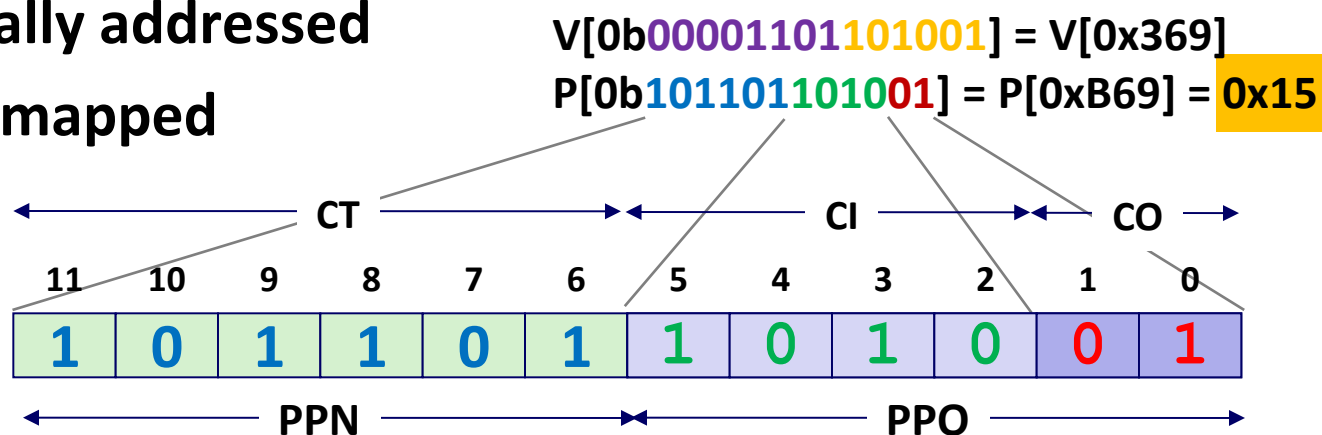 ally addressed
mapped
V[0b00001101101001] = V[0x369]
P[0b101101101001] = P[0xB69] = 0x15
CT CI CO
11 10 9 8 7 6 5 4 3 2 1 0
1 0 1 1 0 1 1 0 1 0 0 1
PPN PPO